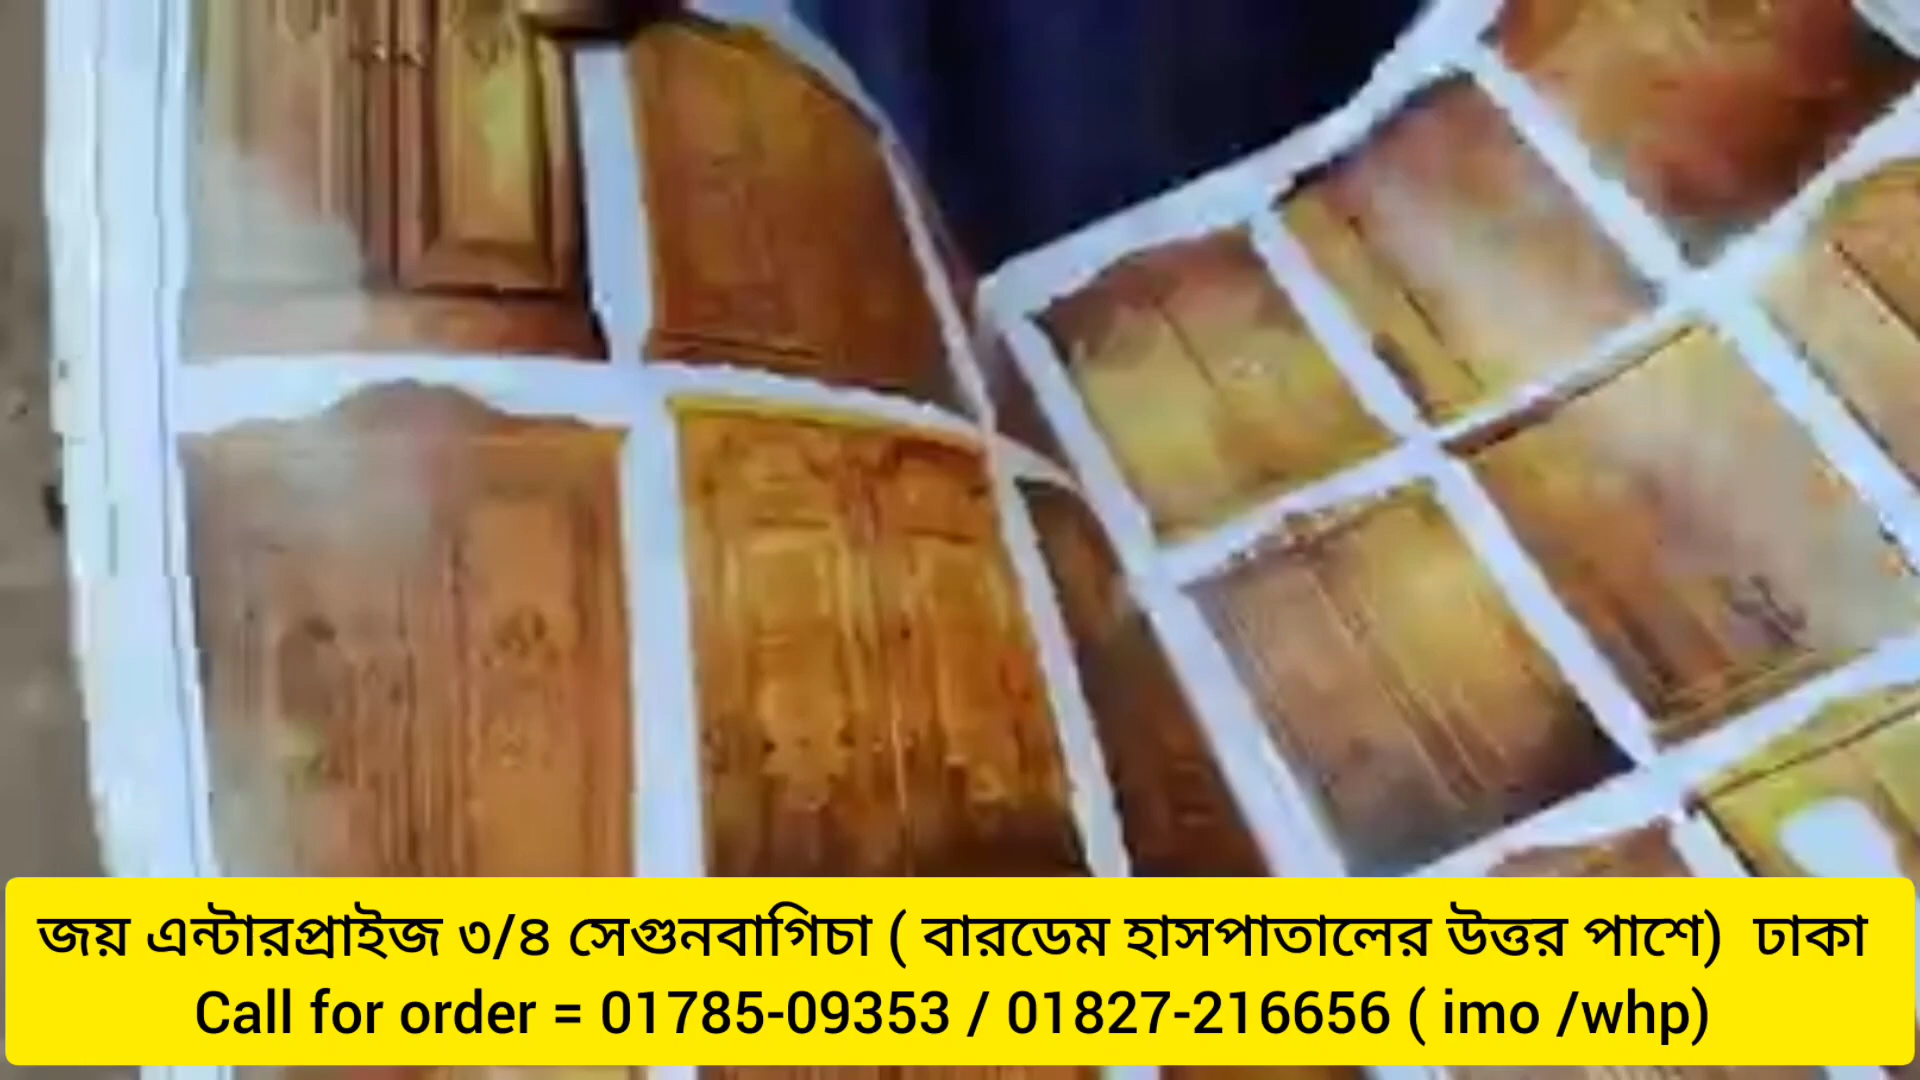 জয় এন্টারপ্রাইজ ৩/৪ সেগুনবাগিচা ( বারডেম হাসপাতালের উত্তর পাশে) ঢাকা
Call for order = 01785-09353 / 01827-216656 ( imo /whp)